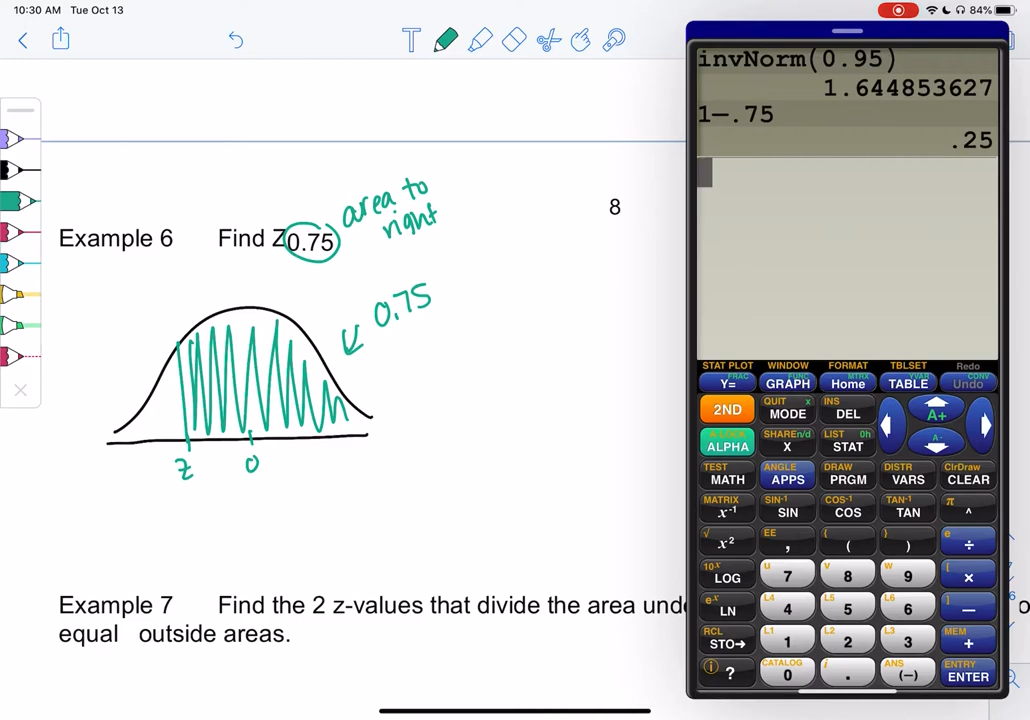 10:30 AM Tue Oct 13
84%
T
invNorm(0.95)
1.644853627
1-.75
.25
8
Example 6 Find Z0.75
area to
right
0.75
z 0
Example 7 Find the 2 z-values that divide the area und
equal outside areas.
STAT PLOT WINDOW FORMAT TBLSET Redo
Y= GRAPH Home TABLE Undo
QUIT x INS
2ND MODE DEL A+
A-LOCK SHARE n/d LIST 0h A-
ALPHA X STAT
TEST ANGLE DRAW DISTR ClrDraw
MATH APPS PRGM VARS CLEAR
MATRIX SIN-1 COS-1 TAN-1 π
x-1 SIN COS TAN ^
√ EE { } e
x² , ( ) ÷
10x u v w [
LOG 7 8 9 ×
ex L4 L5 L6 ]
LN 4 5 6 —
RCL L1 L2 L3 MEM
STO→ 1 2 3 +
CATALOG i ANS ENTRY
? 0 . (−) ENTER